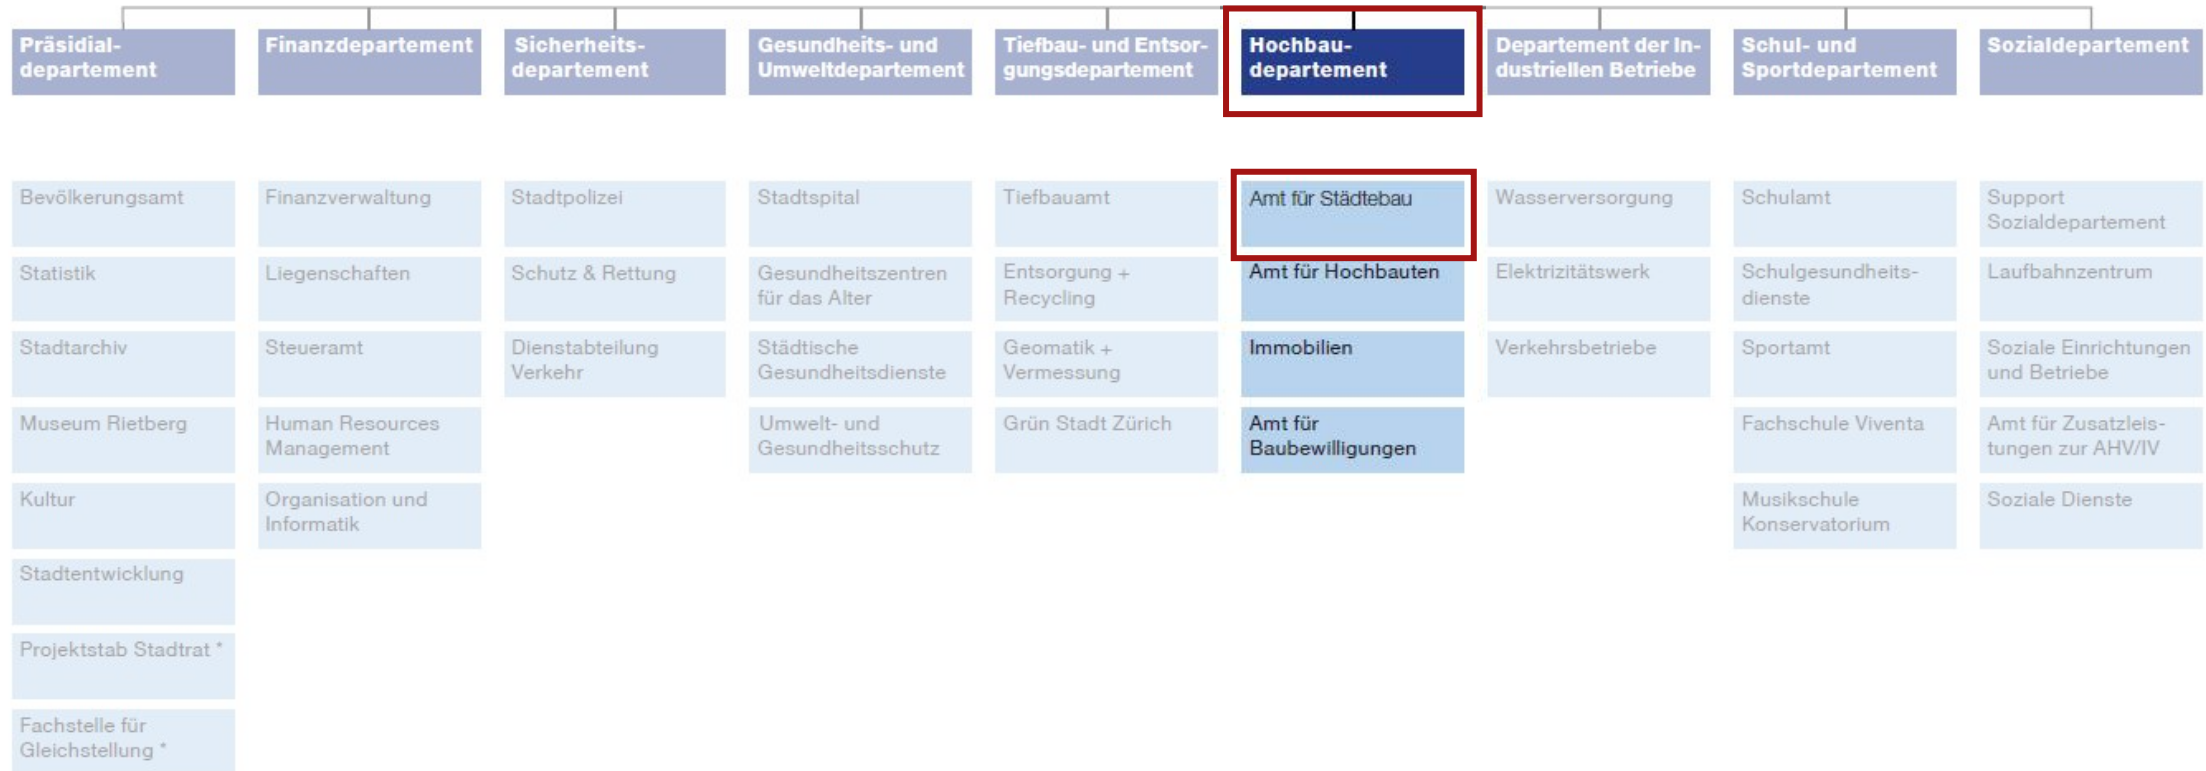 Präsidial-
departement
Finanzdepartement
Sicherheits-
departement
Gesundheits- und
Umweltdepartement
Tiefbau- und Entsor-
gungsdepartement
Hochbau-
departement
Departement der In-
dustriellen Betriebe
Schul- und
Sportdepartement
Sozialdepartement
Bevölkerungsamt
Finanzverwaltung
Stadtpolizei
Stadtspital
Tiefbauamt
Amt für Städtebau
Wasserversorgung
Schulamt
Support
Sozialdepartement
Statistik
Liegenschaften
Schutz & Rettung
Gesundheitszentren
für das Alter
Entsorgung +
Recycling
Amt für Hochbauten
Elektrizitätswerk
Schulgesundheits-
dienste
Laufbahnzentrum
Stadtarchiv
Steueramt
Dienstabteilung
Verkehr
Städtische
Gesundheitsdienste
Geomatik +
Vermessung
Immobilien
Verkehrsbetriebe
Sportamt
Soziale Einrichtungen
und Betriebe
Museum Rietberg
Human Resources
Management
Umwelt- und
Gesundheitsschutz
Grün Stadt Zürich
Amt für
Baubewilligungen
Fachschule Viventa
Amt für Zusatzleis-
tungen zur AHV/IV
Kultur
Organisation und
Informatik
Musikschule
Konservatorium
Soziale Dienste
Stadtentwicklung
Projektstab Stadtrat *
Fachstelle für
Gleichstellung *